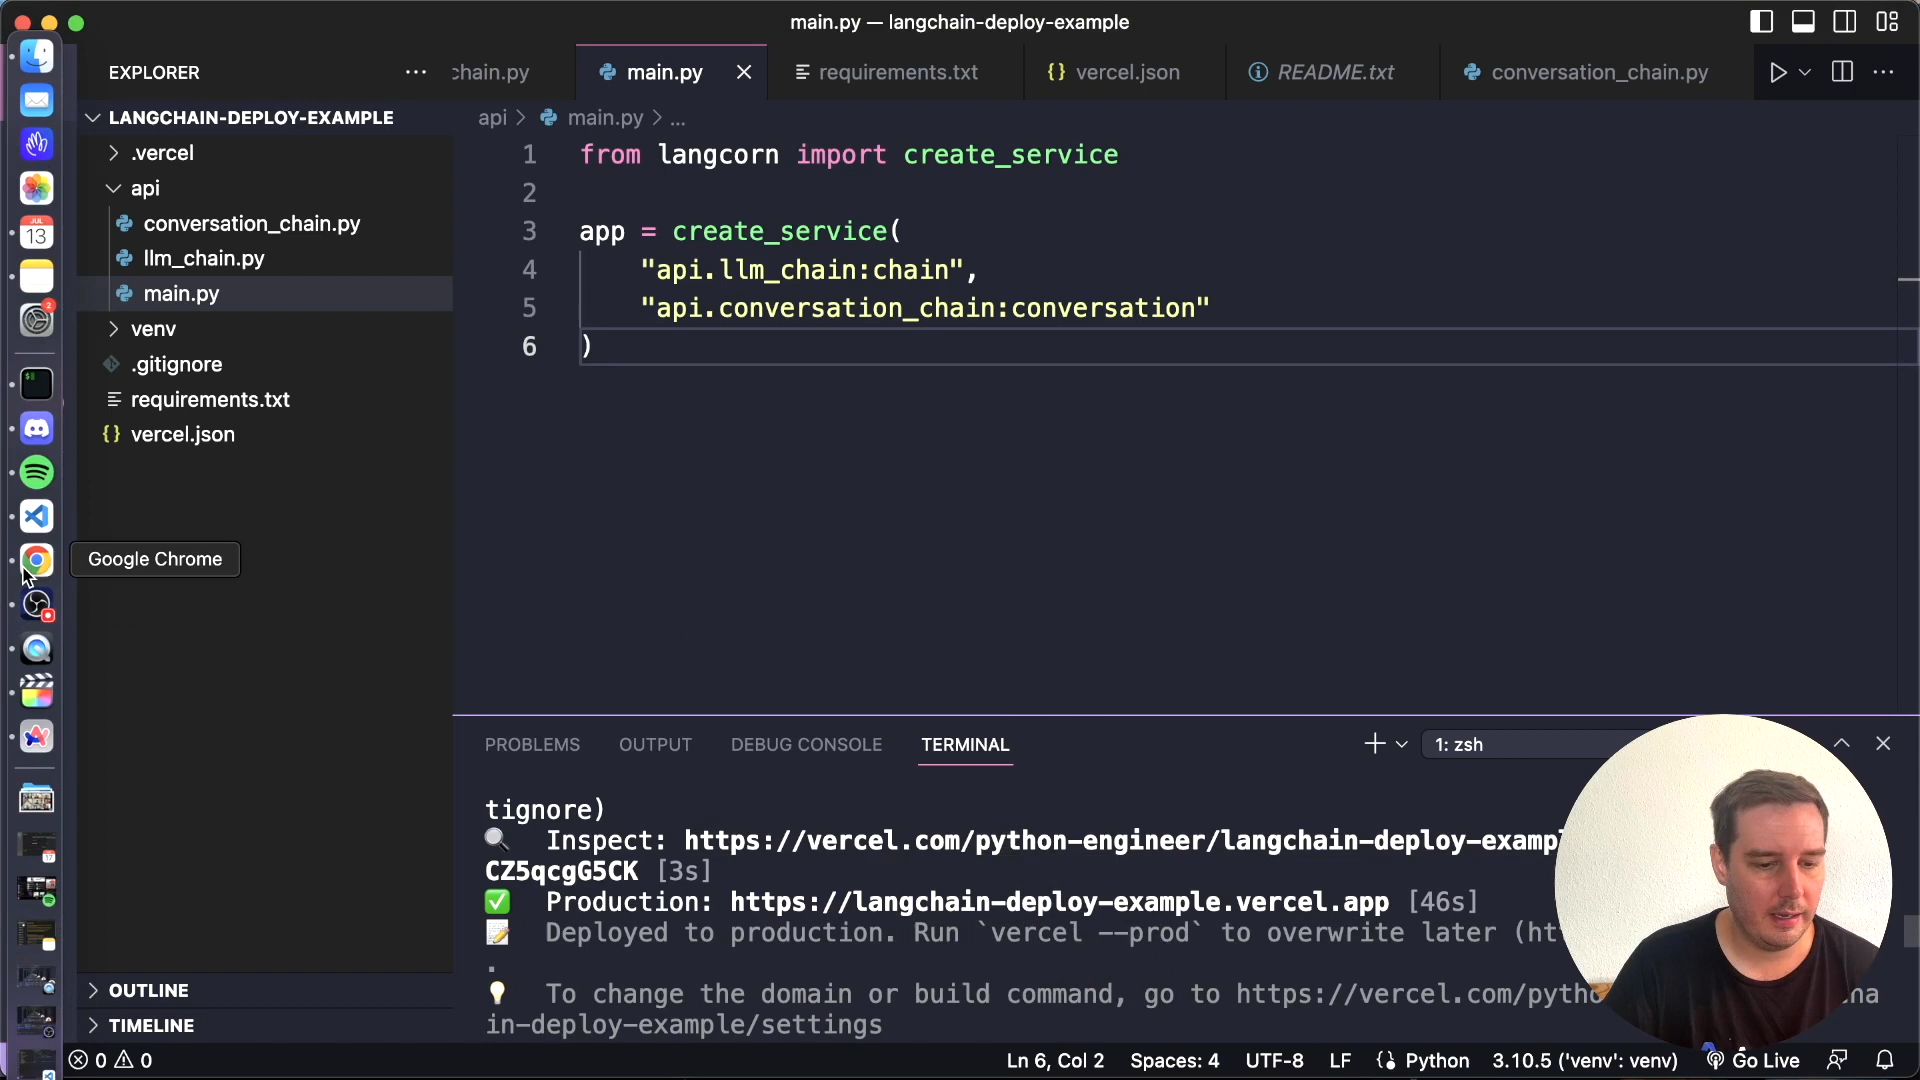 main.py — langchain-deploy-example
EXPLORER
chain.py
main.py
requirements.txt
vercel.json
README.txt
conversation_chain.py
LANGCHAIN-DEPLOY-EXAMPLE
.vercel
api
conversation_chain.py
llm_chain.py
main.py
venv
.gitignore
requirements.txt
vercel.json
OUTLINE
TIMELINE
JUL
13
2
Google Chrome
api > main.py > ...
1 from langcorn import create_service
2
3 app = create_service(
4 "api.llm_chain:chain",
5 "api.conversation_chain:conversation"
6 )
PROBLEMS OUTPUT DEBUG CONSOLE TERMINAL
1: zsh
tignore)
Inspect: https://vercel.com/python-engineer/langchain-deploy-examp
CZ5qcgG5CK [3s]
Production: https://langchain-deploy-example.vercel.app [46s]
Deployed to production. Run `vercel --prod` to overwrite later (ht
.
To change the domain or build command, go to https://vercel.com/pytho
in-deploy-example/settings
0 0
Ln 6, Col 2 Spaces: 4 UTF-8 LF Python 3.10.5 ('venv': venv) Go Live